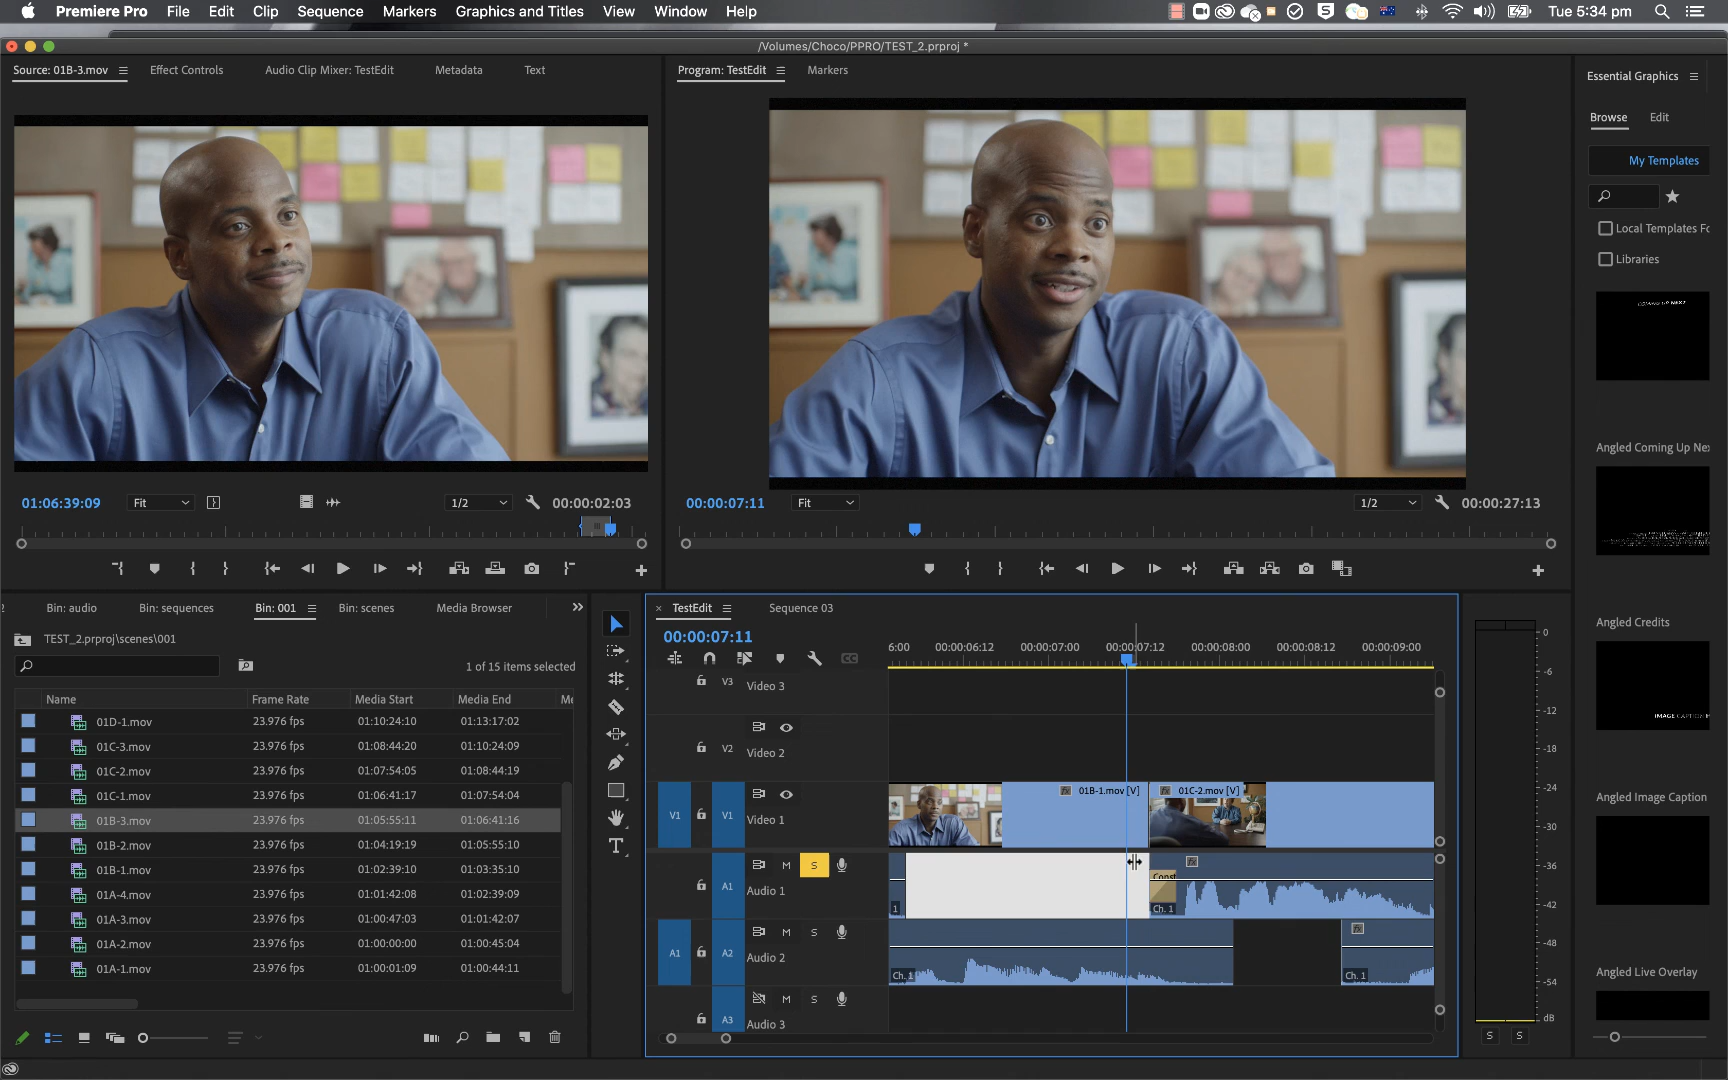 Premiere Pro File Edit Clip Sequence Markers Graphics and Titles View Window Help Tue 5:34 pm
/Volumes/Choco/PPRO/TEST_2.prproj *
Source: 01B-3.mov Effect Controls Audio Clip Mixer: TestEdit Metadata Text Program: TestEdit Markers Essential Graphics
Browse Edit
My Templates
Local Templates Fo
Libraries
COMING UP NEXT
Angled Coming Up Nex
01:06:39:09 Fit 1/2 00:00:02:03 00:00:07:11 Fit 1/2 00:00:27:13
Bin: audio Bin: sequences Bin: 001 Bin: scenes Media Browser
TEST_2.prproj\scenes\001
1 of 15 items selected
Name Frame Rate Media Start Media End Me
01D-1.mov 23.976 fps 01:10:24:10 01:13:17:02
01C-3.mov 23.976 fps 01:08:44:20 01:10:24:09
01C-2.mov 23.976 fps 01:07:54:05 01:08:44:19
01C-1.mov 23.976 fps 01:06:41:17 01:07:54:04
01B-3.mov 23.976 fps 01:05:55:11 01:06:41:16
01B-2.mov 23.976 fps 01:04:19:19 01:05:55:10
01B-1.mov 23.976 fps 01:02:39:10 01:03:35:10
01A-4.mov 23.976 fps 01:01:42:08 01:02:39:09
01A-3.mov 23.976 fps 01:00:47:03 01:01:42:07
01A-2.mov 23.976 fps 01:00:00:00 01:00:45:04
01A-1.mov 23.976 fps 01:00:01:09 01:00:44:11
TestEdit Sequence 03
00:00:07:11
6:00 00:00:06:12 00:00:07:00 00:00:07:12 00:00:08:00 00:00:08:12 00:00:09:00
V3 Video 3
V2 Video 2
V1 V1 Video 1
fx 01B-1.mov [V] fx 01C-2.mov [V]
A1 M S Audio 1
1 Const Ch. 1 fx
A1 A2 M S Audio 2
Ch. 1 fx Ch. 1
A3 M S Audio 3
0
-6
-12
-18
-24
-30
-36
-42
-48
-54
dB
S S
Angled Credits
IMAGE CAPTION H
Angled Image Caption
Angled Live Overlay